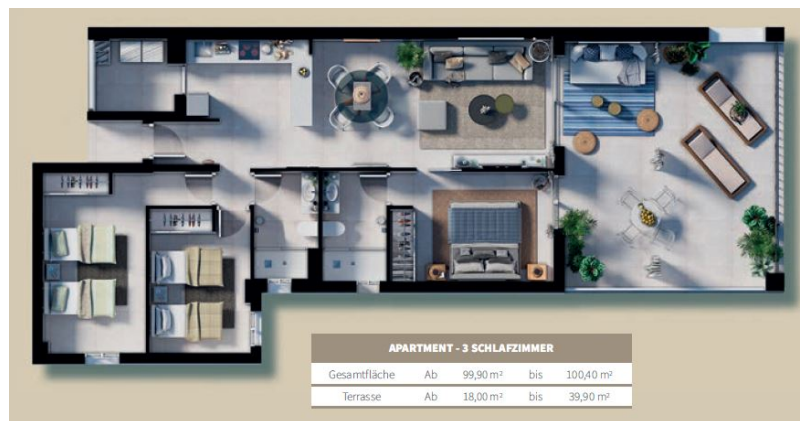 APARTMENT - 3 SCHLAFZIMMER
Gesamtfläche Ab 99,90 m² bis 100,40 m²
Terrasse Ab 18,00 m² bis 39,90 m²